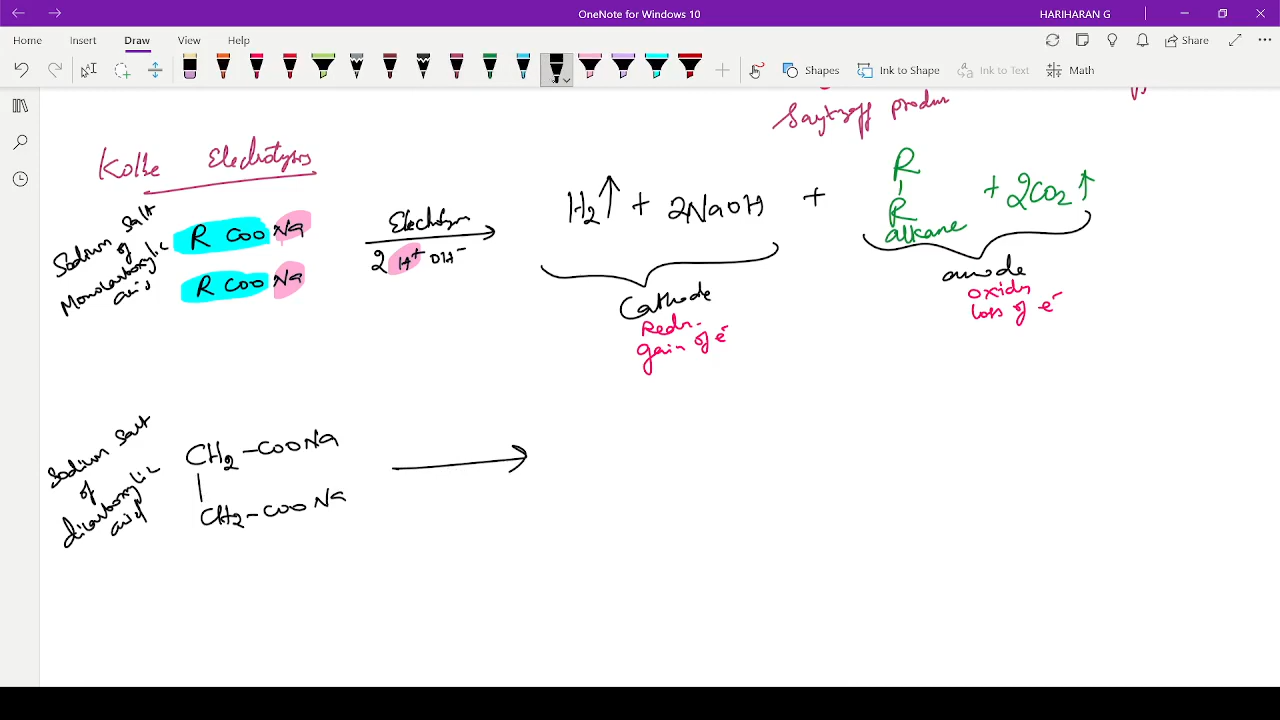 OneNote for Windows 10
HARIHARAN G
Home Insert Draw View Help
Share
Shapes
Ink to Shape
Ink to Text
Math
Saytzeff produ
Kolbe Electrolysis
Sodium Salt
of
Monocarboxylic
acid
R COO Na
R COO Na
Electrolysis
2 H+ OH-
H2↑ + 2NaOH +
R
R
alkane
+ 2CO2↑
Cathode
Redn.
gain of e-
anode
oxidn
loss of e-
Sodium Salt
of
dicarboxylic
acid
CH2-COONa
CH2-COONa